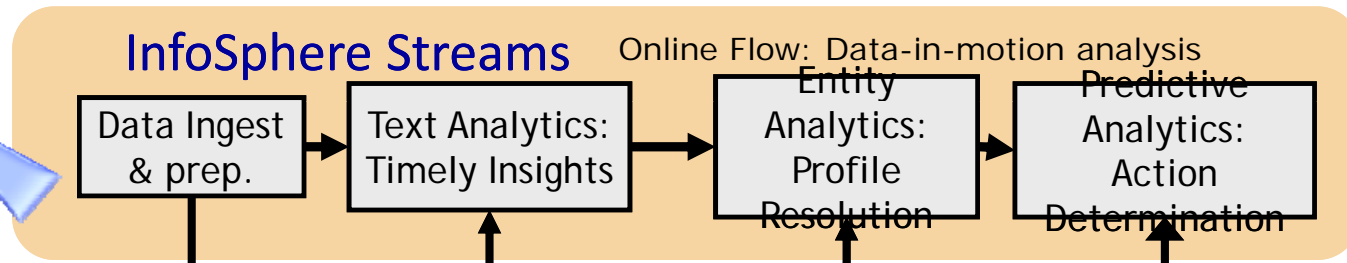 InfoSphere Streams
Online Flow: Data-in-motion analysis
Data Ingest
& prep.
Text Analytics:
Timely Insights
Entity
Analytics:
Profile
Resolution
Predictive
Analytics:
Action
Determination